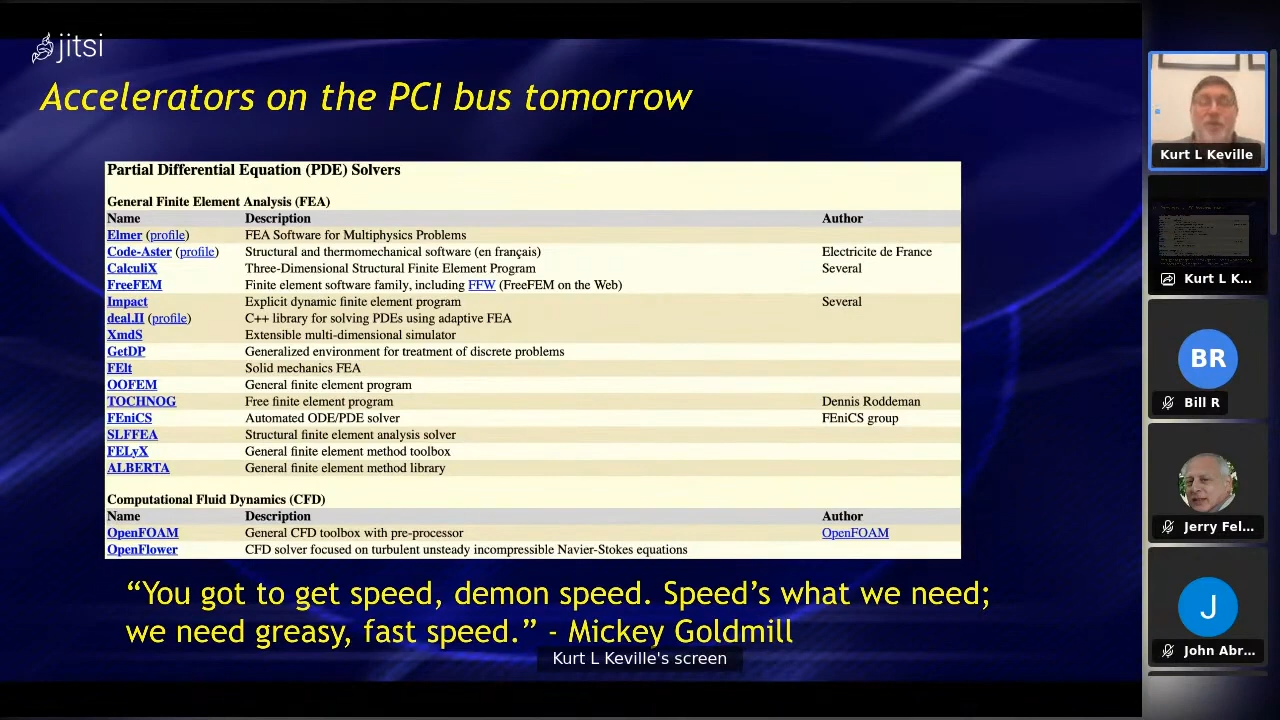 jitsi
Accelerators on the PCI bus tomorrow
Partial Differential Equation (PDE) Solvers
General Finite Element Analysis (FEA)
Name Description Author
Elmer (profile) FEA Software for Multiphysics Problems
Code-Aster (profile) Structural and thermomechanical software (en français) Electricite de France
CalculiX Three-Dimensional Structural Finite Element Program Several
FreeFEM Finite element software family, including FFW (FreeFEM on the Web)
Impact Explicit dynamic finite element program Several
deal.II (profile) C++ library for solving PDEs using adaptive FEA
XmdS Extensible multi-dimensional simulator
GetDP Generalized environment for treatment of discrete problems
FElt Solid mechanics FEA
OOFEM General finite element program
TOCHNOG Free finite element program Dennis Roddeman
FEniCS Automated ODE/PDE solver FEniCS group
SLFFEA Structural finite element analysis solver
FELyX General finite element method toolbox
ALBERTA General finite element method library
Computational Fluid Dynamics (CFD)
Name Description Author
OpenFOAM General CFD toolbox with pre-processor OpenFOAM
OpenFlower CFD solver focused on turbulent unsteady incompressible Navier-Stokes equations
“You got to get speed, demon speed. Speed’s what we need;
we need greasy, fast speed.” - Mickey Goldmill
Kurt L Keville's screen
Kurt L Keville
Kurt L K...
BR
Bill R
Jerry Fel...
J
John Abr...